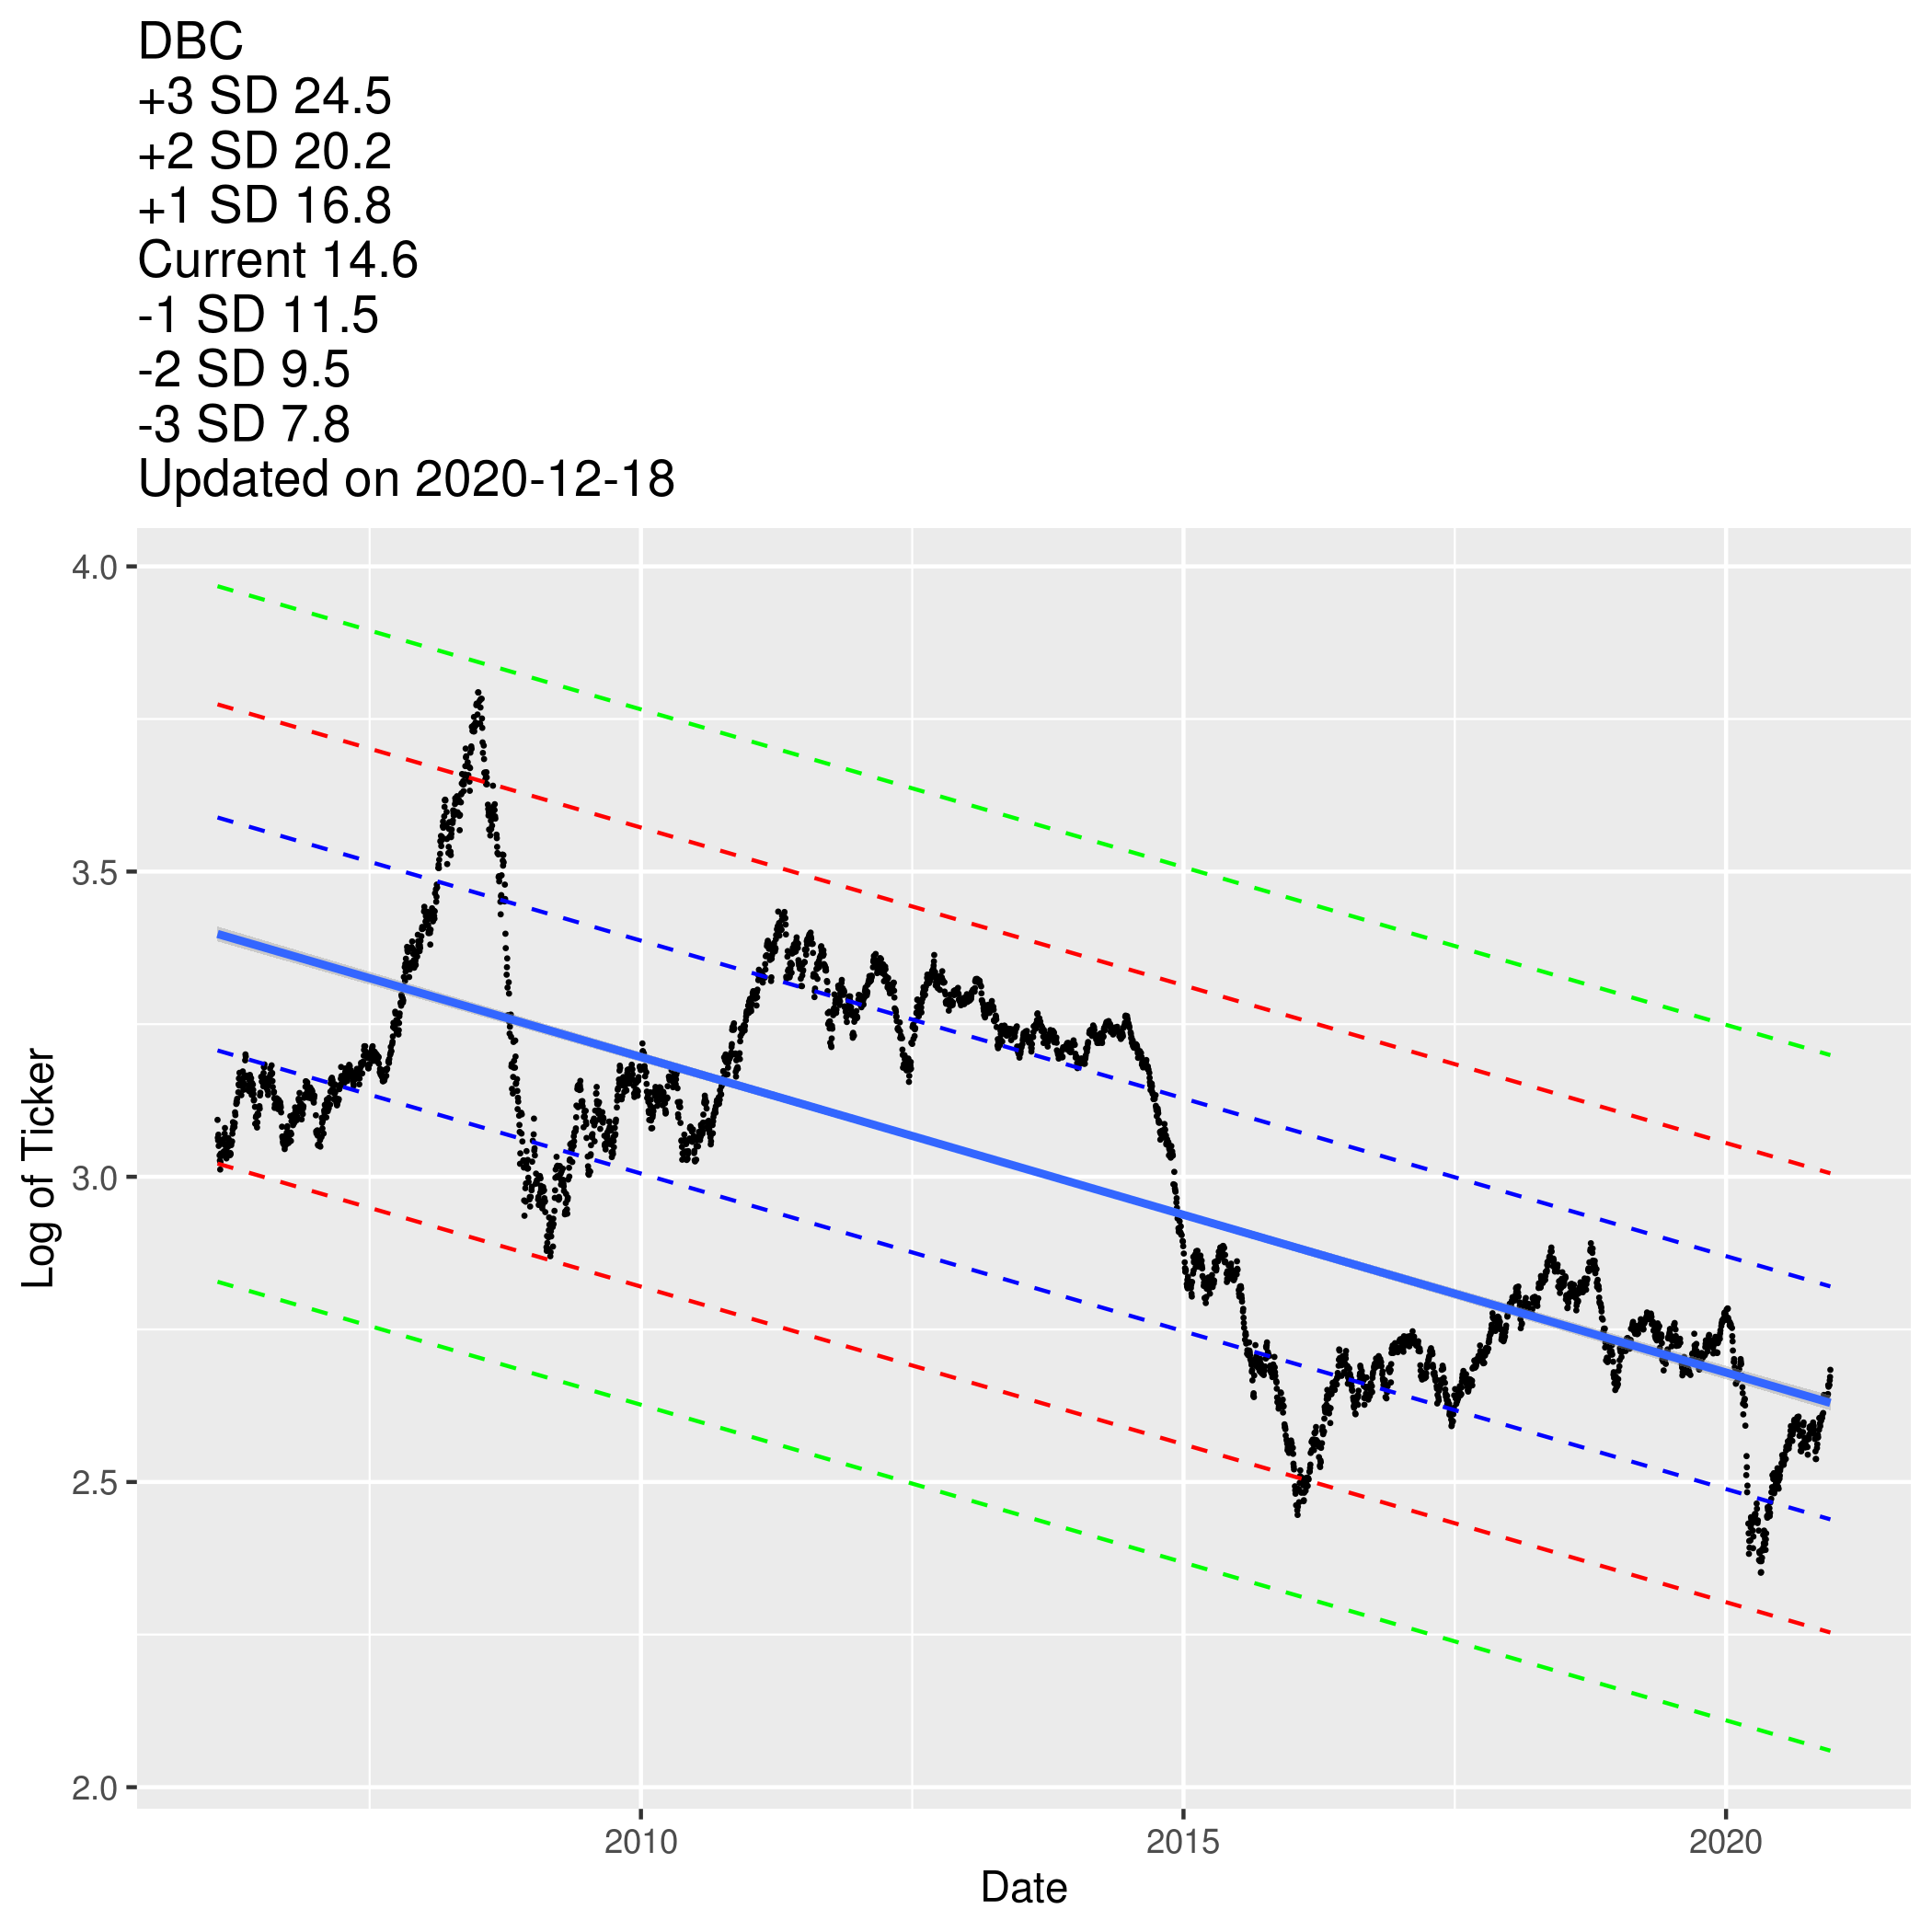 DBC
+3 SD 24.5
+2 SD 20.2
+1 SD 16.8
Current 14.6
-1 SD 11.5
-2 SD 9.5
-3 SD 7.8
Updated on 2020-12-18
4.0
3.5
3.0
2.5
2.0
Log of Ticker
2010
2015
2020
Date